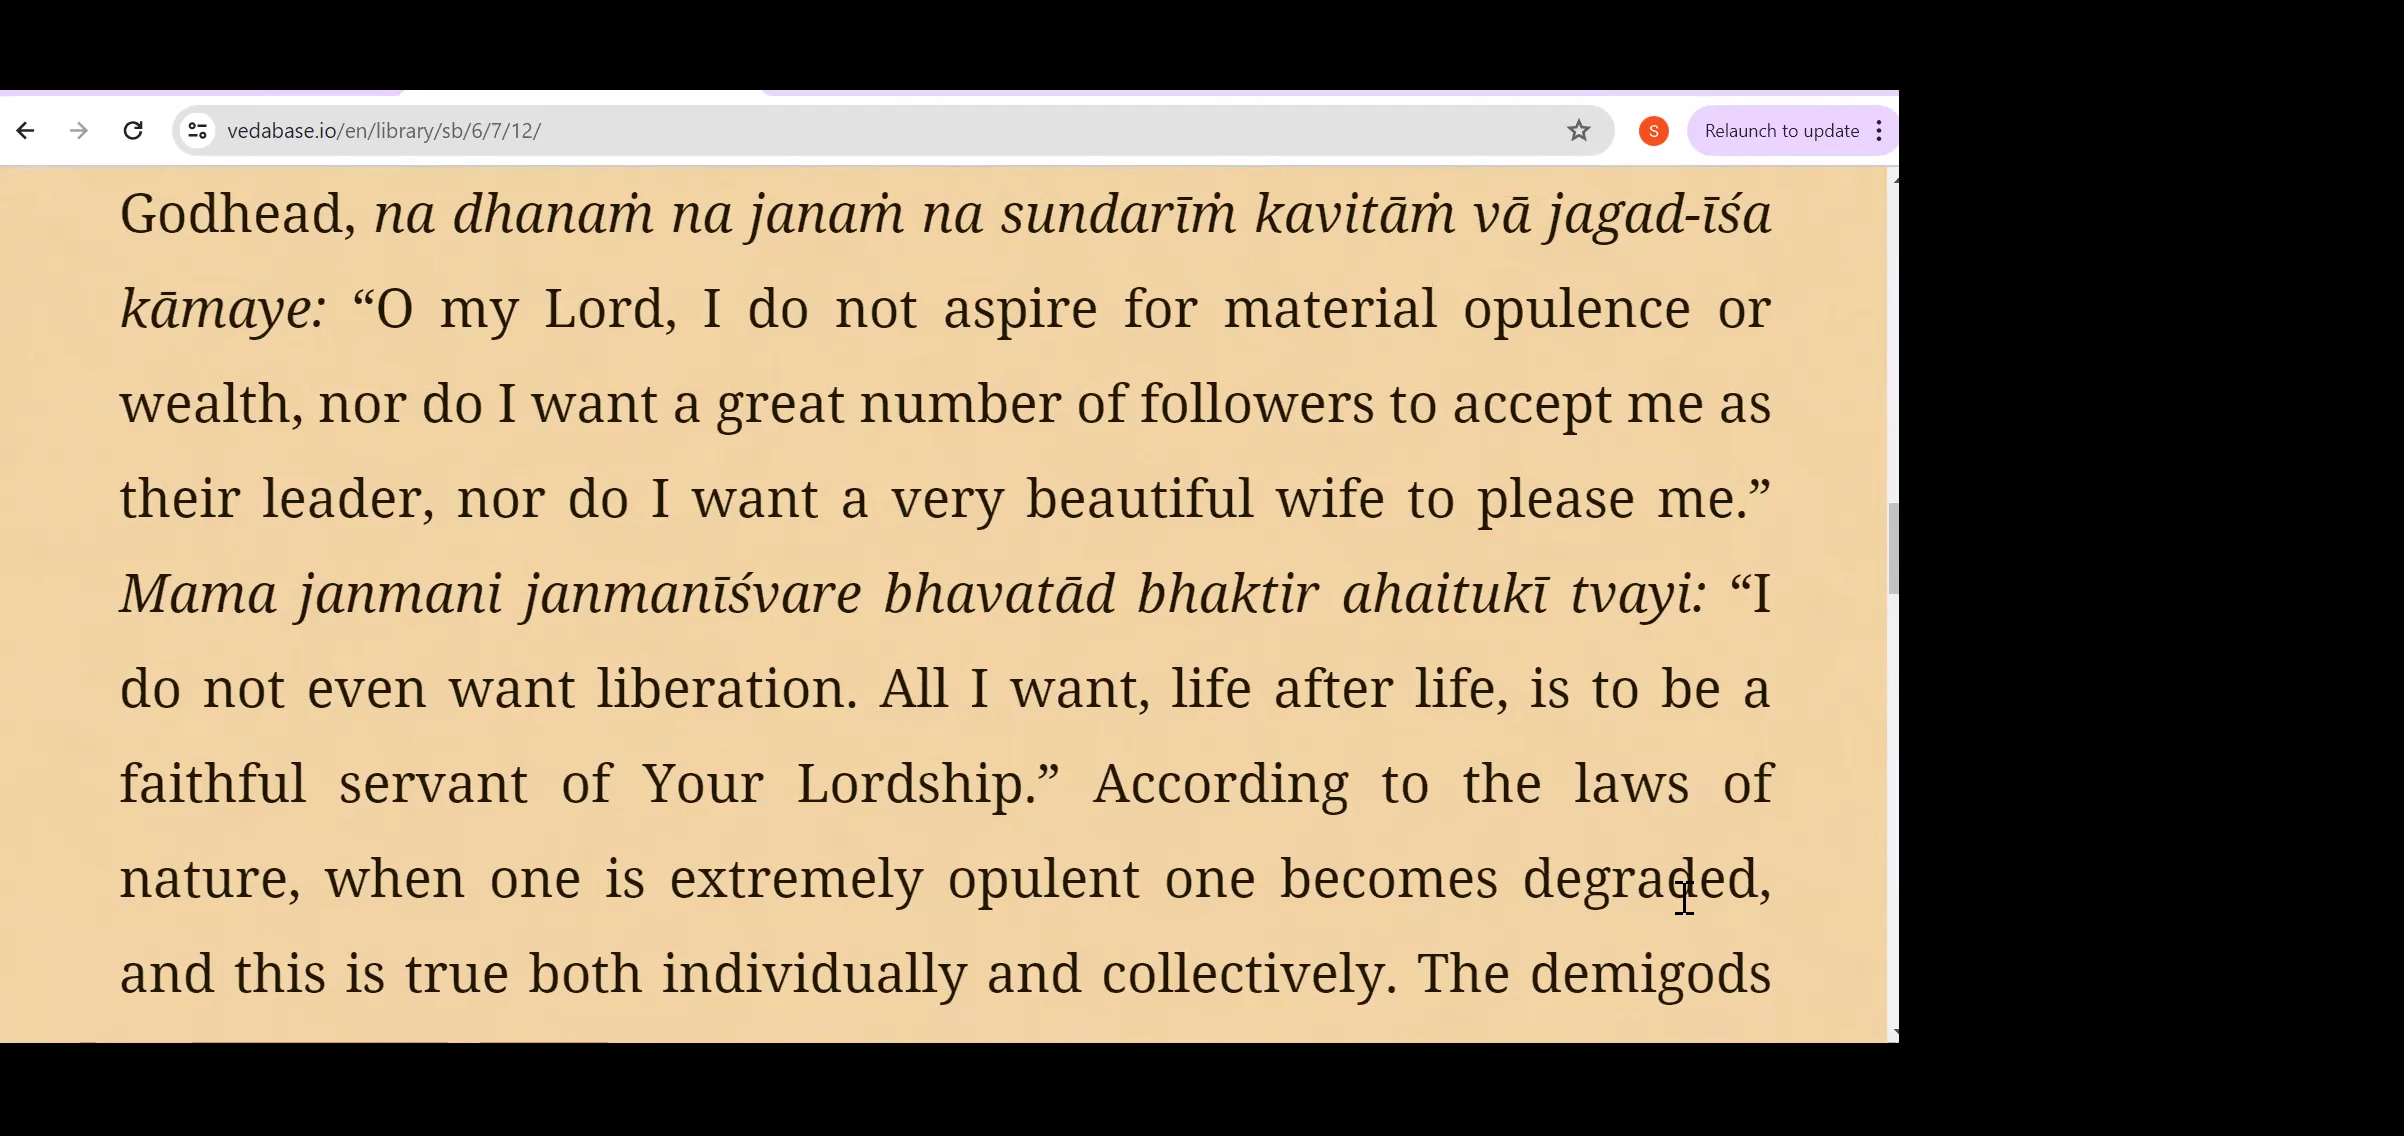 vedabase.io/en/library/sb/6/7/12/
S
Relaunch to update
Godhead, na dhanaṁ na janaṁ na sundarīṁ kavitāṁ vā jagad-īśa
kāmaye: “O my Lord, I do not aspire for material opulence or
wealth, nor do I want a great number of followers to accept me as
their leader, nor do I want a very beautiful wife to please me.”
Mama janmani janmanīśvare bhavatād bhaktir ahaitukī tvayi: “I
do not even want liberation. All I want, life after life, is to be a
faithful servant of Your Lordship.” According to the laws of
nature, when one is extremely opulent one becomes degraded,
and this is true both individually and collectively. The demigods